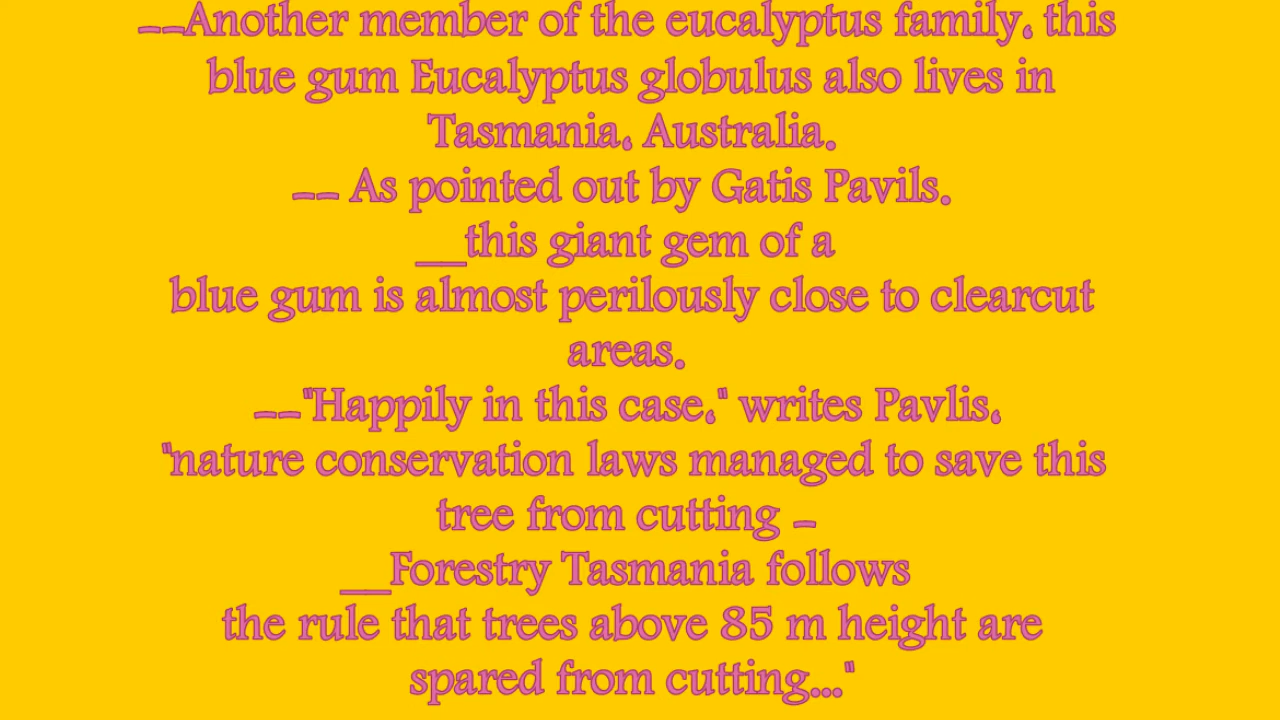 --Another member of the eucalyptus family, this
blue gum Eucalyptus globulus also lives in
Tasmania, Australia.
-- As pointed out by Gatis Pavils.
__this giant gem of a
blue gum is almost perilously close to clearcut
areas.
--"Happily in this case," writes Pavlis,
"nature conservation laws managed to save this
tree from cutting -
__Forestry Tasmania follows
the rule that trees above 85 m height are
spared from cutting..."